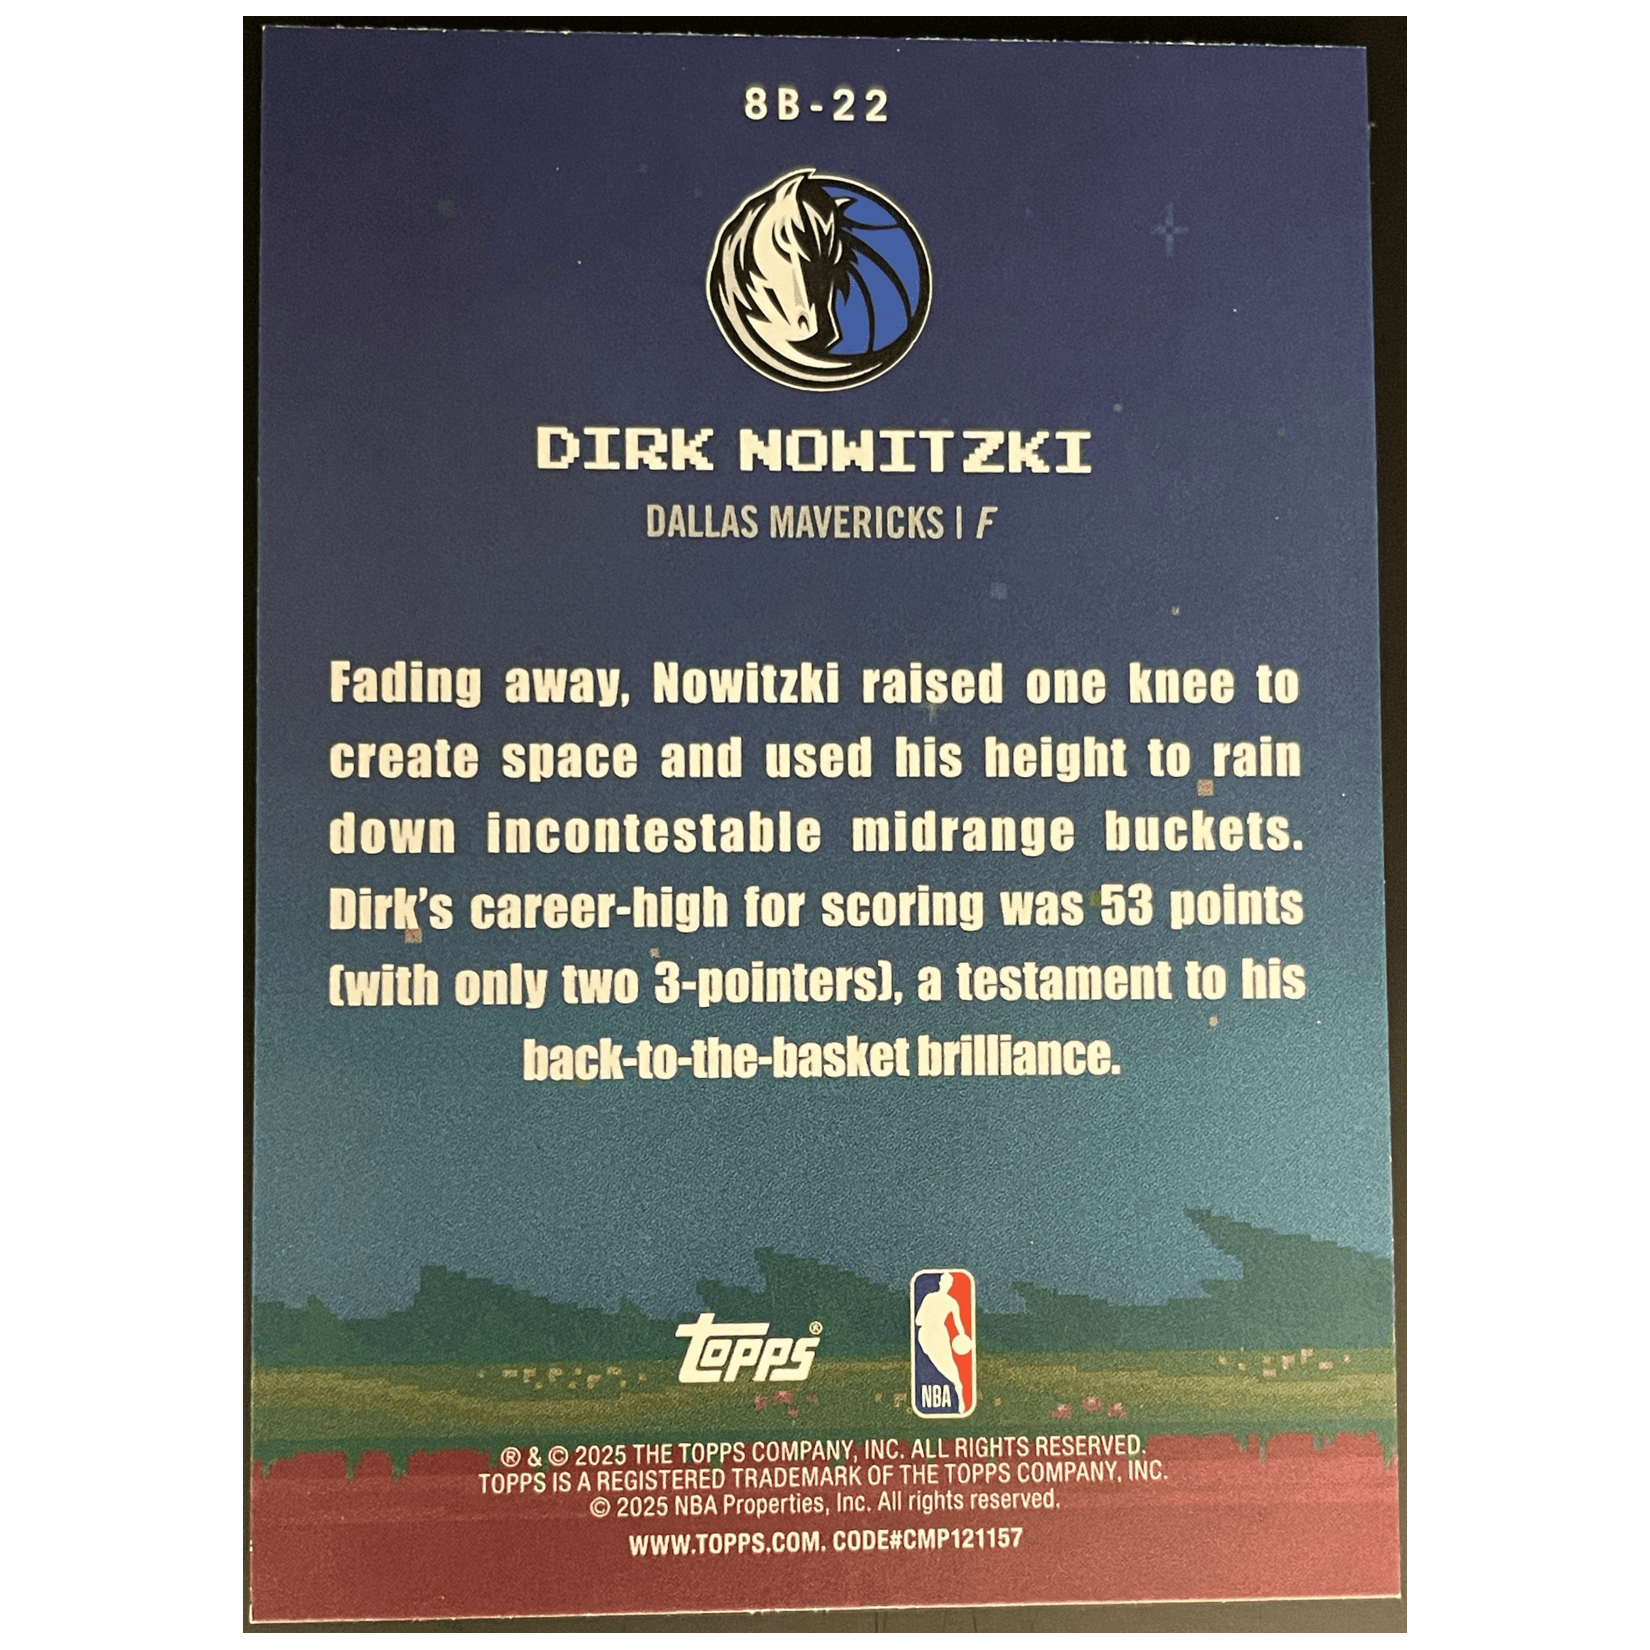 8B-22
DIRK NOWITZKI
DALLAS MAVERICKS | F
Fading away, Nowitzki raised one knee to
create space and used his height to rain
down incontestable midrange buckets.
Dirk's career-high for scoring was 53 points
(with only two 3-pointers), a testament to his
back-to-the-basket brilliance.
topps®
NBA
® & © 2025 THE TOPPS COMPANY, INC. ALL RIGHTS RESERVED.
TOPPS IS A REGISTERED TRADEMARK OF THE TOPPS COMPANY, INC.
© 2025 NBA Properties, Inc. All rights reserved.
WWW.TOPPS.COM. CODE#CMP121157